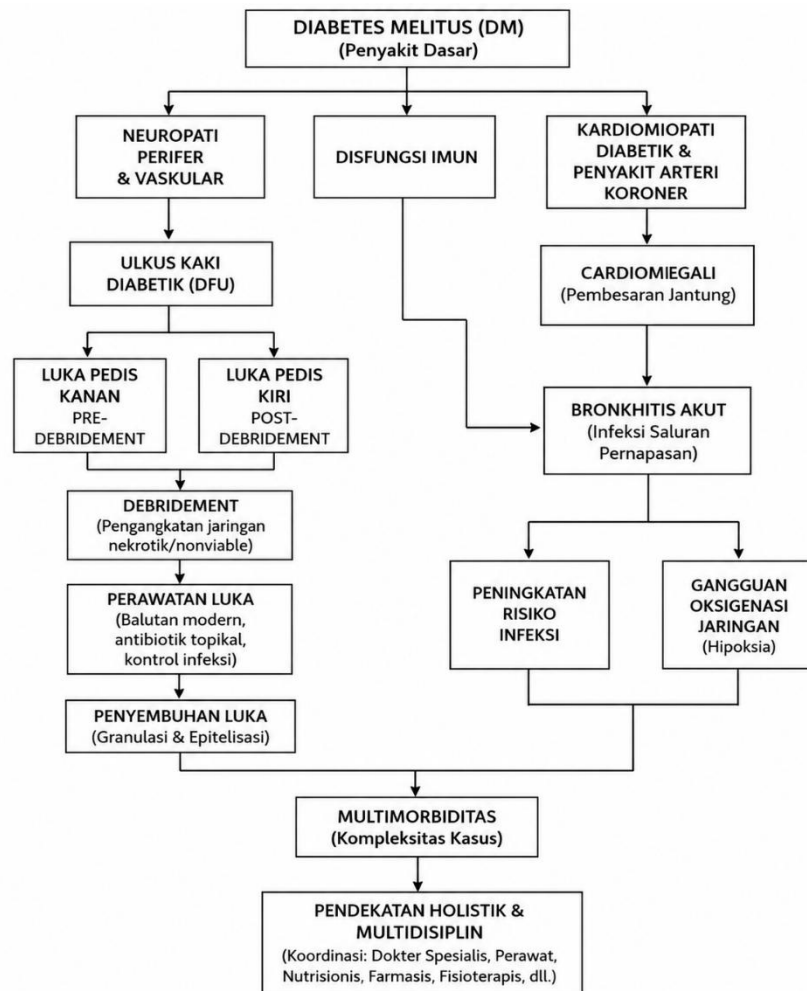 DIABETES MELITUS (DM)
(Penyakit Dasar)
NEUROPATI
PERIFER
& VASKULAR
DISFUNGSI IMUN
KARDIOMIOPATI
DIABETIK &
PENYAKIT ARTERI
KORONER
ULKUS KAKI
DIABETIK (DFU)
CARDIOMIEGALI
(Pembesaran Jantung)
LUKA PEDIS
KANAN
PRE-
DEBRIDEMENT
LUKA PEDIS
KIRI
POST-
DEBRIDEMENT
BRONKHITIS AKUT
(Infeksi Saluran
Pernapasan)
DEBRIDEMENT
(Pengangkatan jaringan
nekrotik/nonviable)
PERAWATAN LUKA
(Balutan modern,
antibiotik topikal,
kontrol infeksi)
PENINGKATAN
RISIKO
INFEKSI
GANGGUAN
OKSIGENASI
JARINGAN
(Hipoksia)
PENYEMBUHAN LUKA
(Granulasi & Epitelisasi)
MULTIMORBIDITAS
(Kompleksitas Kasus)
PENDEKATAN HOLISTIK &
MULTIDISIPLIN
(Koordinasi: Dokter Spesialis, Perawat,
Nutrisionis, Farmasis, Fisioterapis, dll.)